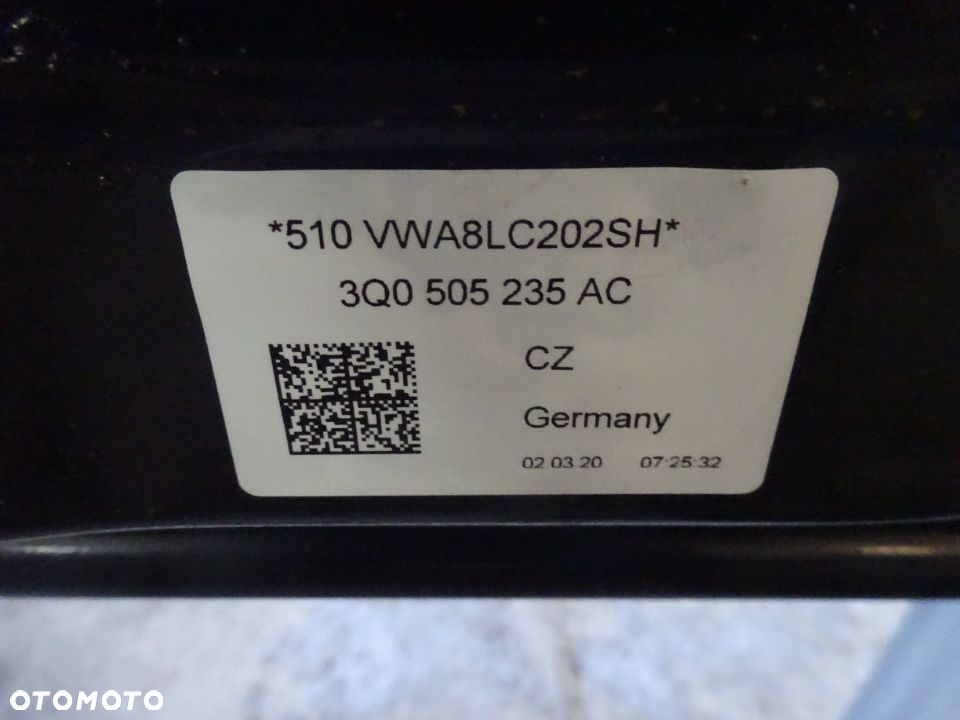 *510 VWA8LC202SH*
3Q0 505 235 AC
CZ
Germany
02.03.20 07:25:32
OTOMOTO